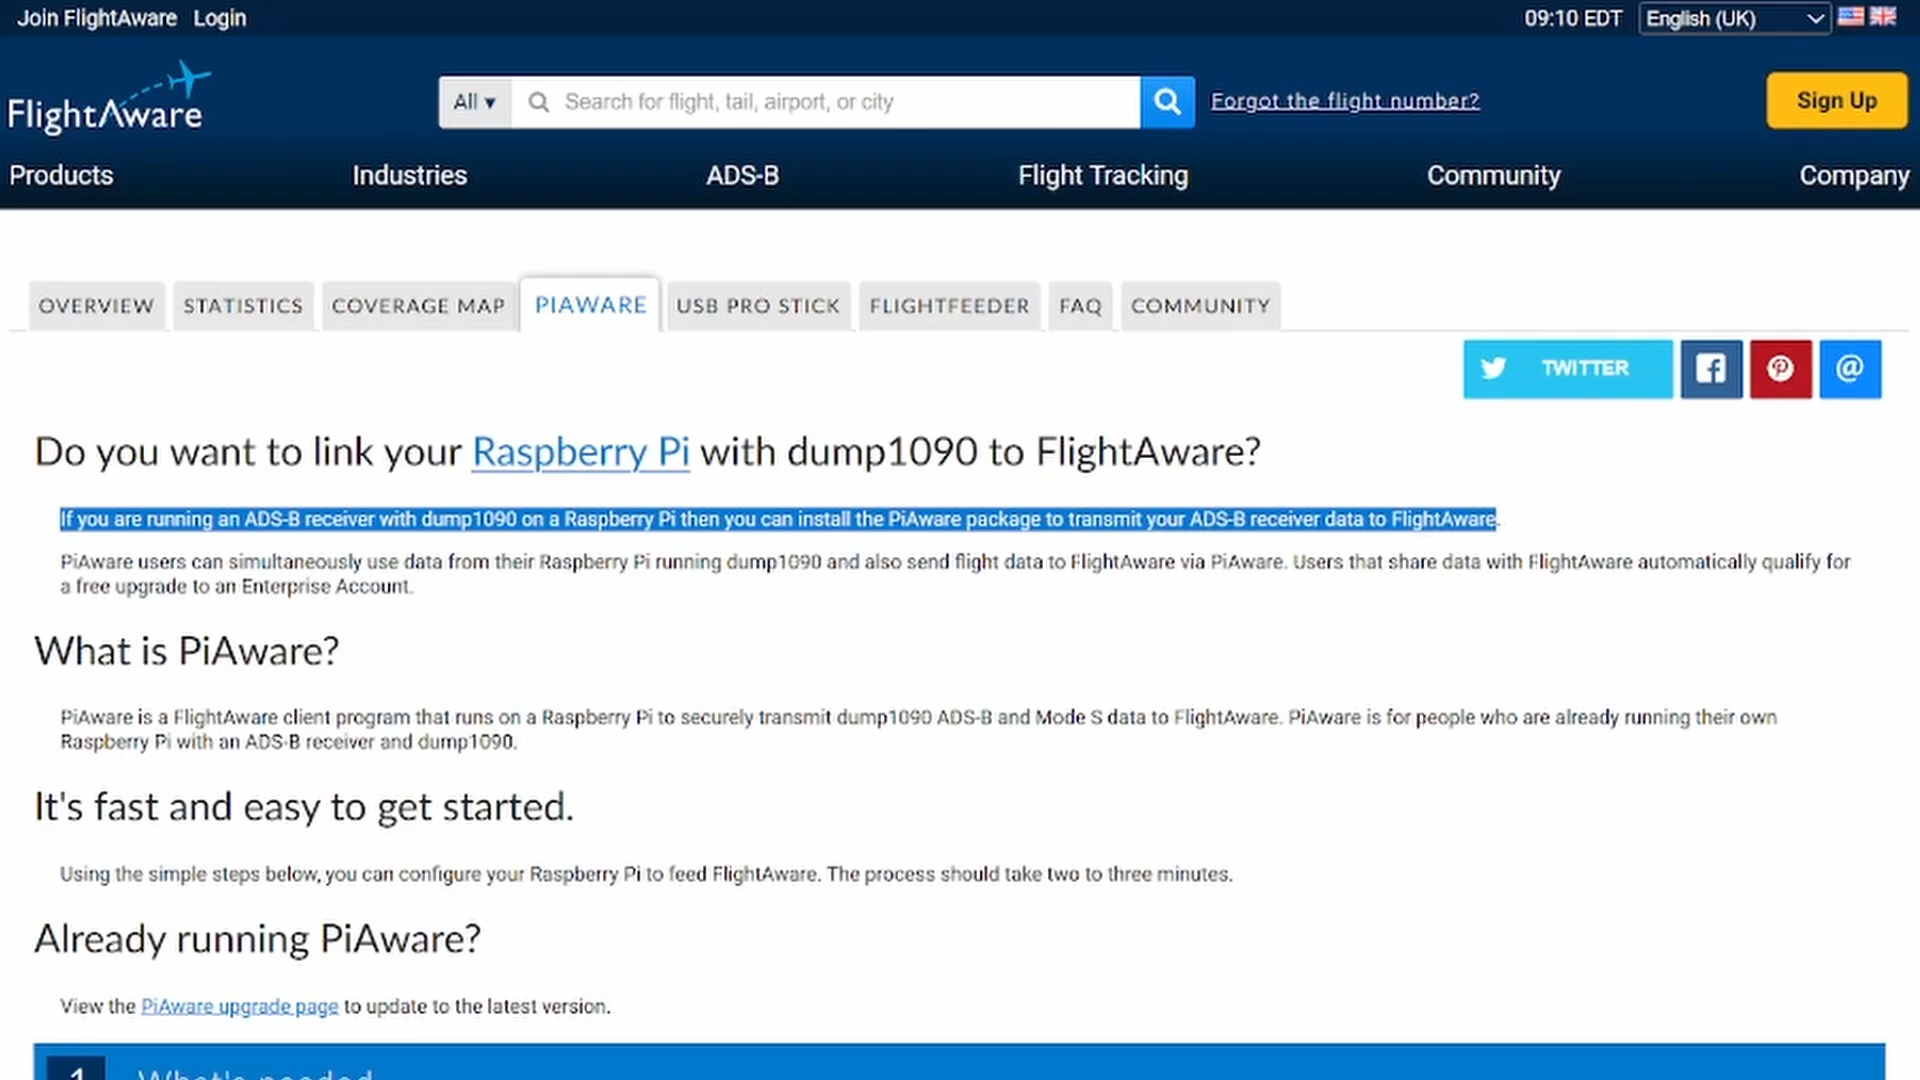 Join FlightAware Login 09:10 EDT English (UK)
FlightAware All ▾ Search for flight, tail, airport, or city Forgot the flight number? Sign Up
Products Industries ADS-B Flight Tracking Community Company
OVERVIEW STATISTICS COVERAGE MAP PIAWARE USB PRO STICK FLIGHTFEEDER FAQ COMMUNITY
TWITTER @
Do you want to link your Raspberry Pi with dump1090 to FlightAware?
If you are running an ADS-B receiver with dump1090 on a Raspberry Pi then you can install the PiAware package to transmit your ADS-B receiver data to FlightAware.
PiAware users can simultaneously use data from their Raspberry Pi running dump1090 and also send flight data to FlightAware via PiAware. Users that share data with FlightAware automatically qualify for
a free upgrade to an Enterprise Account.
What is PiAware?
PiAware is a FlightAware client program that runs on a Raspberry Pi to securely transmit dump1090 ADS-B and Mode S data to FlightAware. PiAware is for people who are already running their own
Raspberry Pi with an ADS-B receiver and dump1090.
It's fast and easy to get started.
Using the simple steps below, you can configure your Raspberry Pi to feed FlightAware. The process should take two to three minutes.
Already running PiAware?
View the PiAware upgrade page to update to the latest version.
1 What's needed